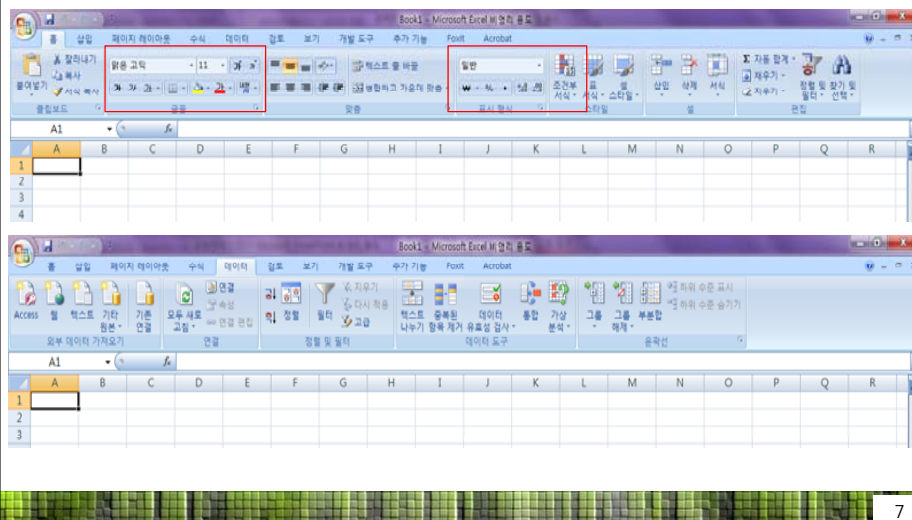 Book1 - Microsoft Excel 비영리 용도
홈 삽입 페이지 레이아웃 수식 데이터 검토 보기 개발 도구 추가 기능 Foxit Acrobat
잘라내기 맑은 고딕 11 가 가 텍스트 줄 바꿈 일반 Σ 자동 합계
복사 채우기
붙여넣기 서식 복사 가 가 가 병합하고 가운데 맞춤 조건부 서식 표 서식 셀 스타일 삽입 삭제 서식 지우기 정렬 및 필터 찾기 및 선택
클립보드 글꼴 맞춤 표시 형식 스타일 셀 편집
A1 fx
A B C D E F G H I J K L M N O P Q R
1
2
3
4
Book1 - Microsoft Excel 비영리 용도
홈 삽입 페이지 레이아웃 수식 데이터 검토 보기 개발 도구 추가 기능 Foxit Acrobat
연결 지우기 하위 수준 표시
속성 다시 적용 하위 수준 숨기기
Access 웹 텍스트 기타 원본 기존 연결 모두 새로 고침 연결 편집 정렬 필터 고급 텍스트 나누기 중복된 항목 제거 데이터 유효성 검사 통합 가상 분석 그룹 그룹 해제 부분합
외부 데이터 가져오기 연결 정렬 및 필터 데이터 도구 윤곽선
A1 fx
A B C D E F G H I J K L M N O P Q R
1
2
3
7